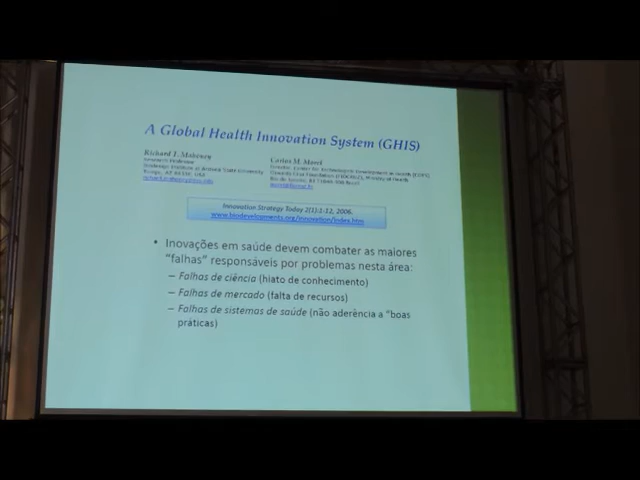 A Global Health Innovation System (GHIS)
Richard T. Mahoney
Carlos M. Morel
Innovation Strategy Today 2(1):1-12, 2006.
www.biodevelopments.org/innovation/index.htm
• Inovações em saúde devem combater as maiores
"falhas" responsáveis por problemas nesta área:
– Falhas de ciência (hiato de conhecimento)
– Falhas de mercado (falta de recursos)
– Falhas de sistemas de saúde (não aderência a "boas
práticas)